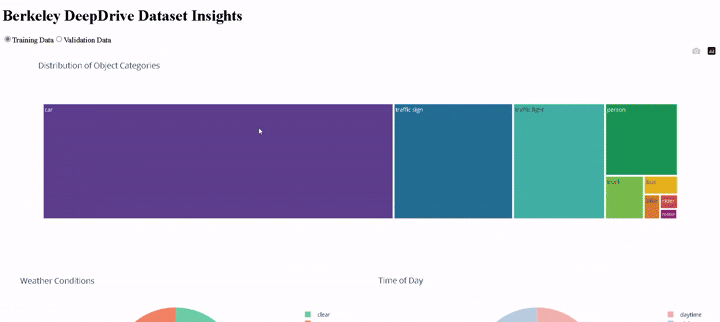 Berkeley DeepDrive Dataset Insights
Training Data Validation Data
Distribution of Object Categories
car
traffic sign
traffic light
person
truck
bus
bike
rider
Weather Conditions
Time of Day
clear
daytime